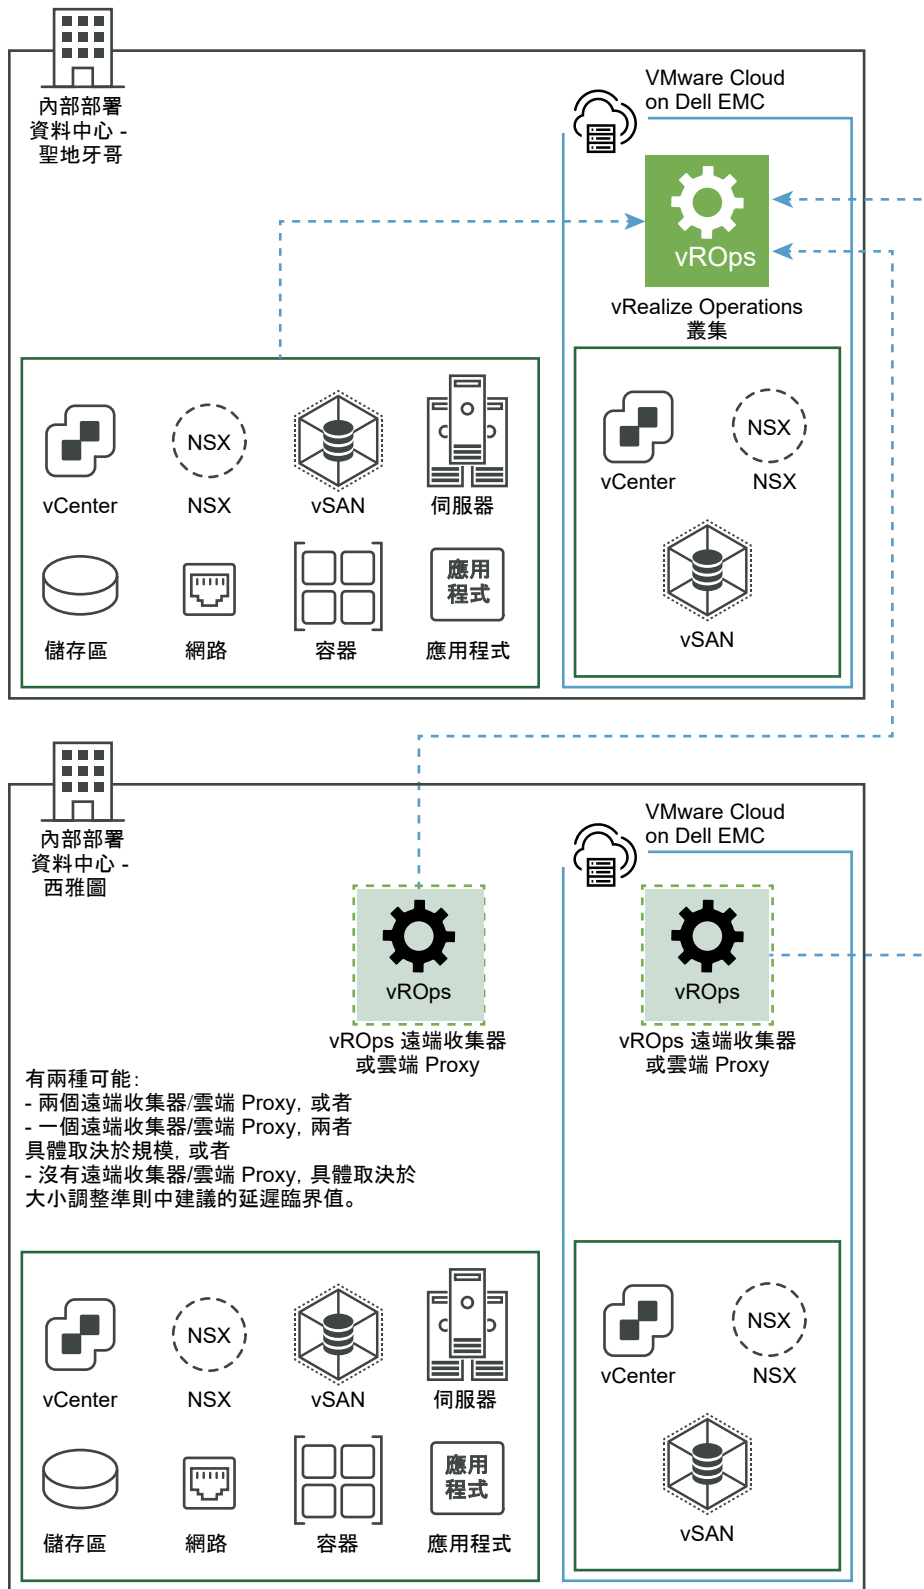 內部部署
資料中心 -
聖地牙哥
VMware Cloud
on Dell EMC
vROps
vRealize Operations
叢集
vCenter
NSX
NSX
vSAN
伺服器
儲存區
網路
容器
應用
程式
應用程式
vCenter
NSX
NSX
vSAN
內部部署
資料中心 -
西雅圖
VMware Cloud
on Dell EMC
vROps
vROps 遠端收集器
或雲端 Proxy
vROps
vROps 遠端收集器
或雲端 Proxy
有兩種可能：
- 兩個遠端收集器/雲端 Proxy，或者
- 一個遠端收集器/雲端 Proxy，兩者
具體取決於規模，或者
- 沒有遠端收集器/雲端 Proxy，具體取決於
大小調整準則中建議的延遲臨界值。
vCenter
NSX
NSX
vSAN
伺服器
儲存區
網路
容器
應用
程式
應用程式
vCenter
NSX
NSX
vSAN